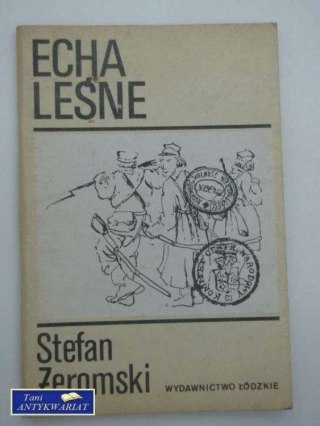 ECHA
LEŚNE
Stefan
Żeromski
WYDAWNICTWO ŁÓDZKIE
Tani
ANTYKWARIAT